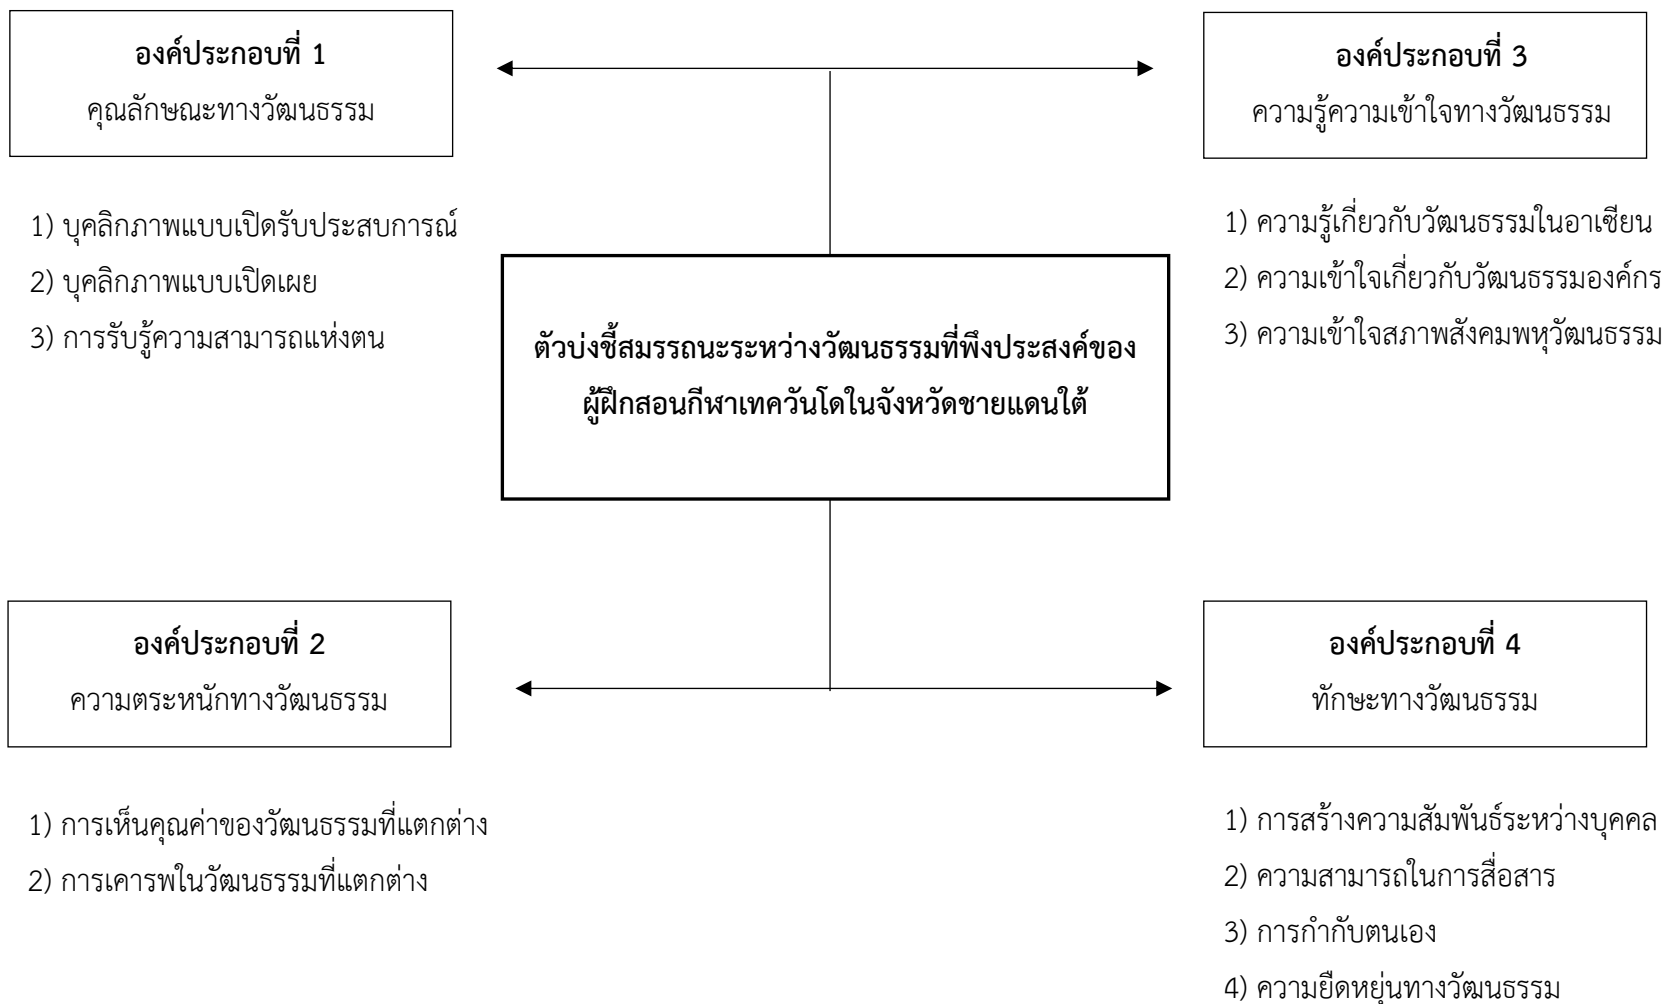 องค์ประกอบที่ 1
คุณลักษณะทางวัฒนธรรม
1) บุคลิกภาพแบบเปิดรับประสบการณ์
2) บุคลิกภาพแบบเปิดเผย
3) การรับรู้ความสามารถแห่งตน
องค์ประกอบที่ 3
ความรู้ความเข้าใจทางวัฒนธรรม
1) ความรู้เกี่ยวกับวัฒนธรรมในอาเซียน
2) ความเข้าใจเกี่ยวกับวัฒนธรรมองค์กร
3) ความเข้าใจสภาพสังคมพหุวัฒนธรรม
ตัวบ่งชี้สมรรถนะระหว่างวัฒนธรรมที่พึงประสงค์ของ
ผู้ฝึกสอนกีฬาเทควันโดในจังหวัดชายแดนใต้
องค์ประกอบที่ 2
ความตระหนักทางวัฒนธรรม
1) การเห็นคุณค่าของวัฒนธรรมที่แตกต่าง
2) การเคารพในวัฒนธรรมที่แตกต่าง
องค์ประกอบที่ 4
ทักษะทางวัฒนธรรม
1) การสร้างความสัมพันธ์ระหว่างบุคคล
2) ความสามารถในการสื่อสาร
3) การกำกับตนเอง
4) ความยืดหยุ่นทางวัฒนธรรม